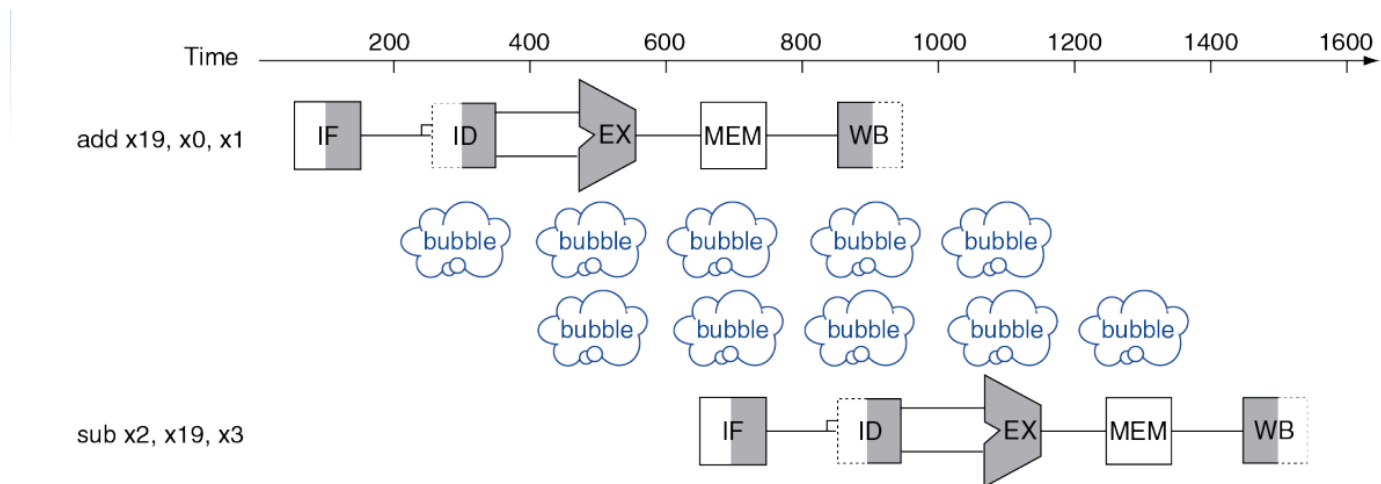 200 400 600 800 1000 1200 1400 1600
Time
add x19, x0, x1 IF ID EX MEM WB
bubble bubble bubble bubble bubble
bubble bubble bubble bubble bubble
sub x2, x19, x3 IF ID EX MEM WB